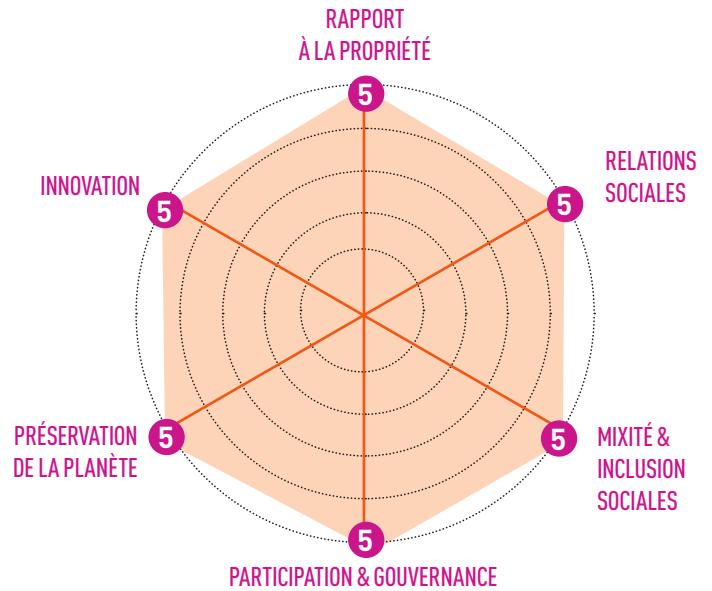 RAPPORT
À LA PROPRIÉTÉ
5
RELATIONS
SOCIALES
5
INNOVATION
5
PRÉSERVATION
DE LA PLANÈTE
5
MIXITÉ &
INCLUSION
SOCIALES
5
5
PARTICIPATION & GOUVERNANCE